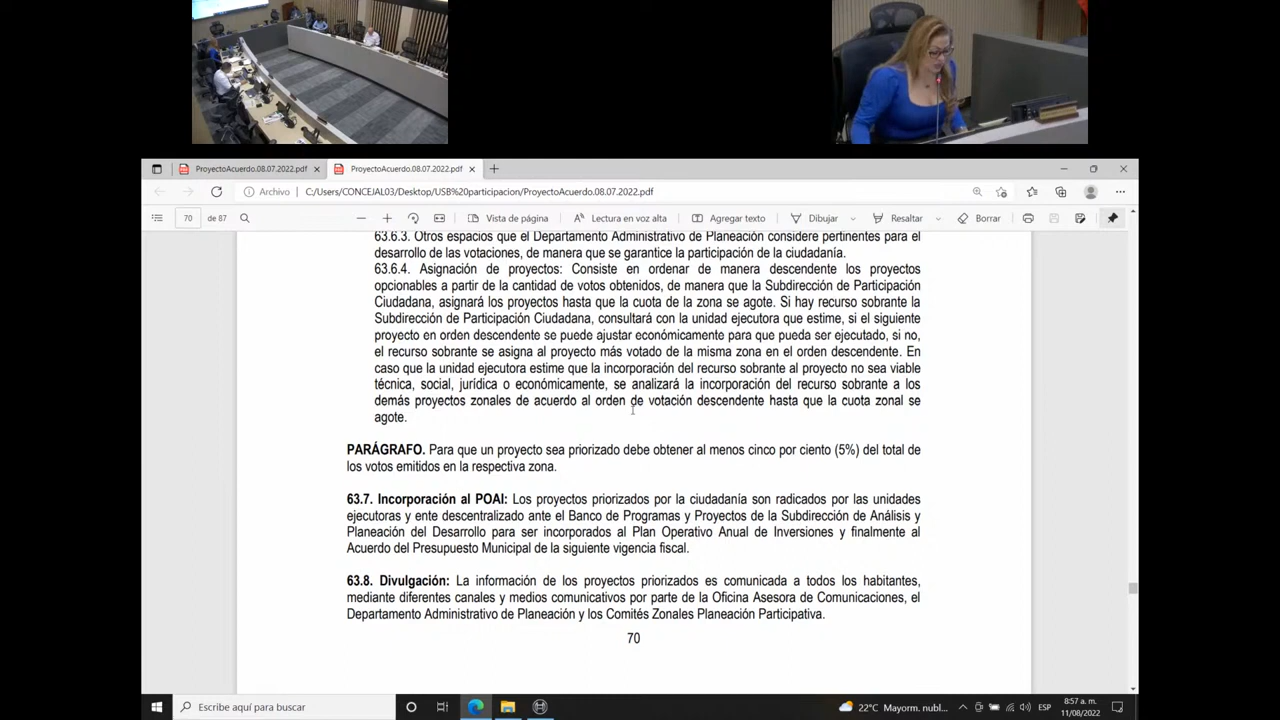 ProyectoAcuerdo.08.07.2022.pdf
ProyectoAcuerdo.08.07.2022.pdf
Archivo C:/Users/CONCEJAL03/Desktop/USB%20participacion/ProyectoAcuerdo.08.07.2022.pdf
70 de 87 Vista de página Lectura en voz alta Agregar texto Dibujar Resaltar Borrar
63.6.3. Otros espacios que el Departamento Administrativo de Planeación considere pertinentes para el
desarrollo de las votaciones, de manera que se garantice la participación de la ciudadanía.
63.6.4. Asignación de proyectos: Consiste en ordenar de manera descendente los proyectos
opcionables a partir de la cantidad de votos obtenidos, de manera que la Subdirección de Participación
Ciudadana, asignará los proyectos hasta que la cuota de la zona se agote. Si hay recurso sobrante la
Subdirección de Participación Ciudadana, consultará con la unidad ejecutora que estime, si el siguiente
proyecto en orden descendente se puede ajustar económicamente para que pueda ser ejecutado, si no,
el recurso sobrante se asigna al proyecto más votado de la misma zona en el orden descendente. En
caso que la unidad ejecutora estime que la incorporación del recurso sobrante al proyecto no sea viable
técnica, social, jurídica o económicamente, se analizará la incorporación del recurso sobrante a los
demás proyectos zonales de acuerdo al orden de votación descendente hasta que la cuota zonal se
agote.
PARÁGRAFO. Para que un proyecto sea priorizado debe obtener al menos cinco por ciento (5%) del total de
los votos emitidos en la respectiva zona.
63.7. Incorporación al POAI: Los proyectos priorizados por la ciudadanía son radicados por las unidades
ejecutoras y ente descentralizado ante el Banco de Programas y Proyectos de la Subdirección de Análisis y
Planeación del Desarrollo para ser incorporados al Plan Operativo Anual de Inversiones y finalmente al
Acuerdo del Presupuesto Municipal de la siguiente vigencia fiscal.
63.8. Divulgación: La información de los proyectos priorizados es comunicada a todos los habitantes,
mediante diferentes canales y medios comunicativos por parte de la Oficina Asesora de Comunicaciones, el
Departamento Administrativo de Planeación y los Comités Zonales Planeación Participativa.
70
Escribe aquí para buscar 22°C Mayorm. nubl... ESP 8:57 a. m.
11/08/2022